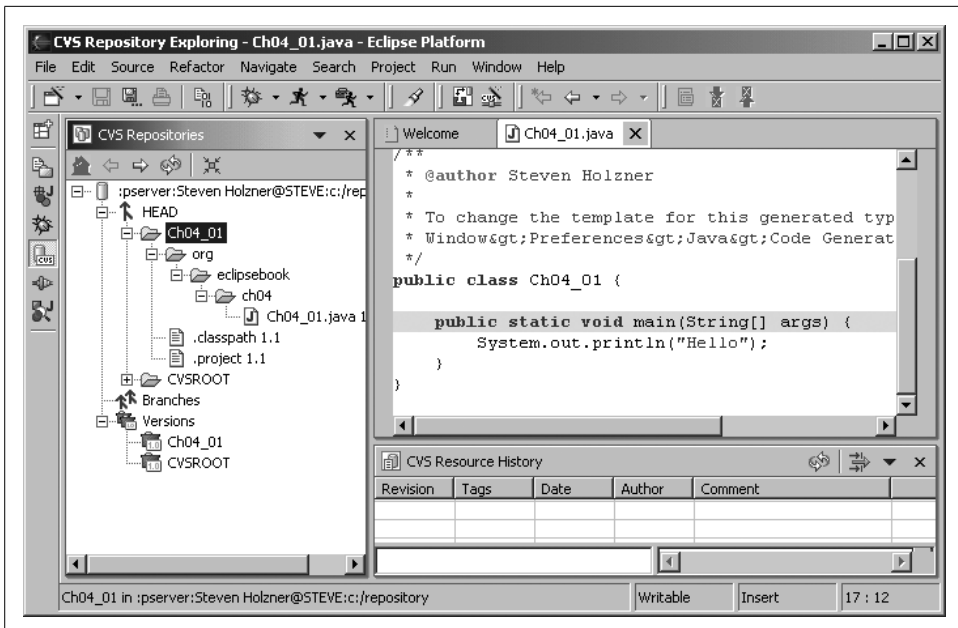 CVS Repository Exploring - Ch04_01.java - Eclipse Platform
File Edit Source Refactor Navigate Search Project Run Window Help
CVS Repositories
:pserver:Steven Holzner@STEVE:c:/rep
HEAD
Ch04_01
org
eclipsebook
ch04
Ch04_01.java 1
.classpath 1.1
.project 1.1
CVSROOT
Branches
Versions
Ch04_01
CVSROOT
Welcome Ch04_01.java
/**
* @author Steven Holzner
*
* To change the template for this generated typ
* Window&gt;Preferences&gt;Java&gt;Code Generat
*/
public class Ch04_01 {
public static void main(String[] args) {
System.out.println("Hello");
}
}
CVS Resource History
Revision Tags Date Author Comment
Ch04_01 in :pserver:Steven Holzner@STEVE:c:/repository Writable Insert 17 : 12